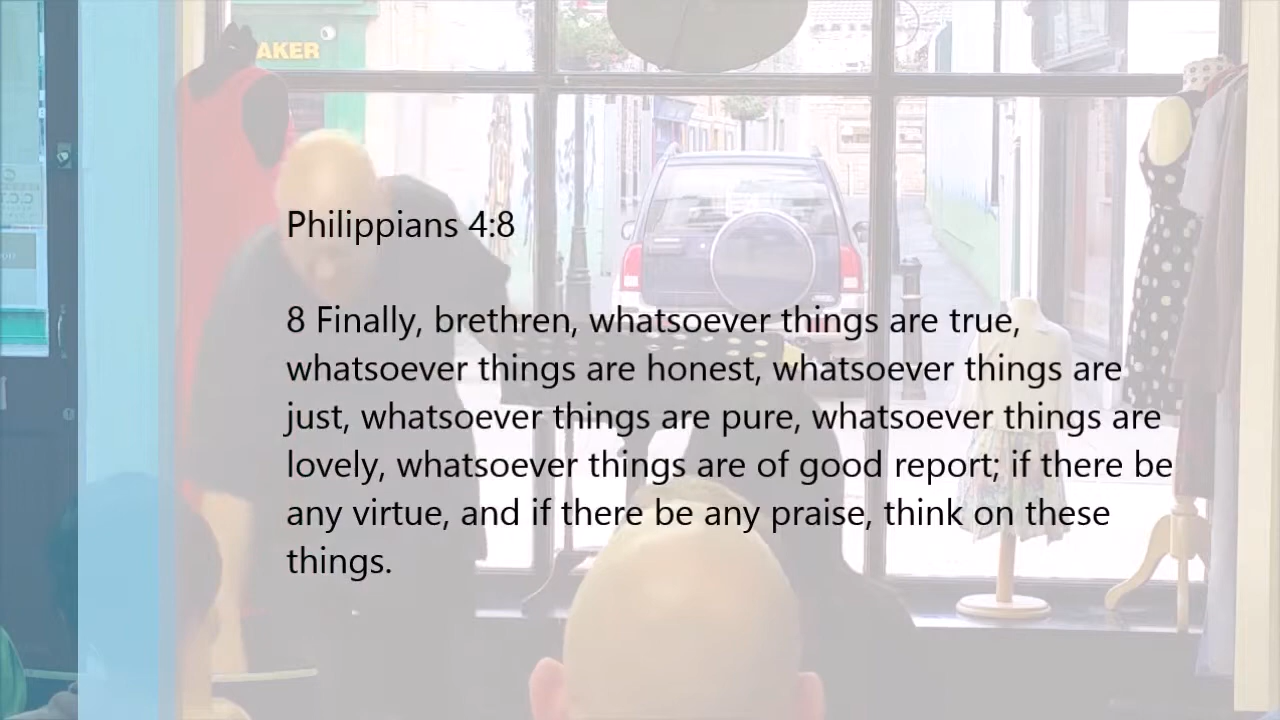 AKER
Philippians 4:8
8 Finally, brethren, whatsoever things are true,
whatsoever things are honest, whatsoever things are
just, whatsoever things are pure, whatsoever things are
lovely, whatsoever things are of good report; if there be
any virtue, and if there be any praise, think on these
things.